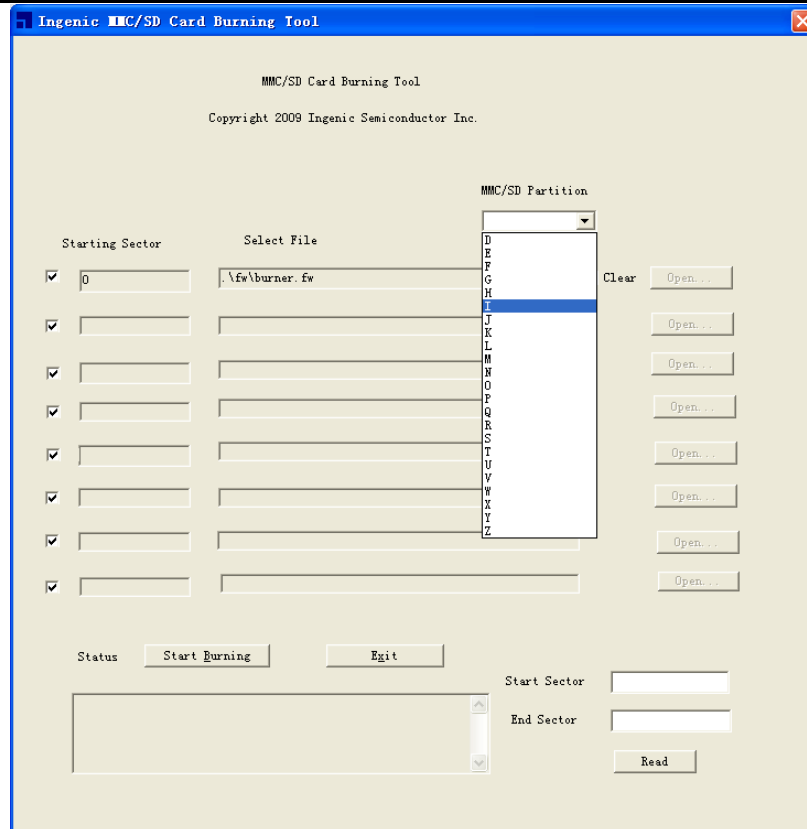 Ingenic MMC/SD Card Burning Tool
MMC/SD Card Burning Tool
Copyright 2009 Ingenic Semiconductor Inc.
MMC/SD Partition
Starting Sector
Select File
D
E
F
G
H
I
J
K
L
M
N
O
P
Q
R
S
T
U
V
W
X
Y
Z
0
.\fw\burner.fw
Clear
Open...
Open...
Open...
Open...
Open...
Open...
Open...
Open...
Status
Start Burning
Exit
Start Sector
End Sector
Read